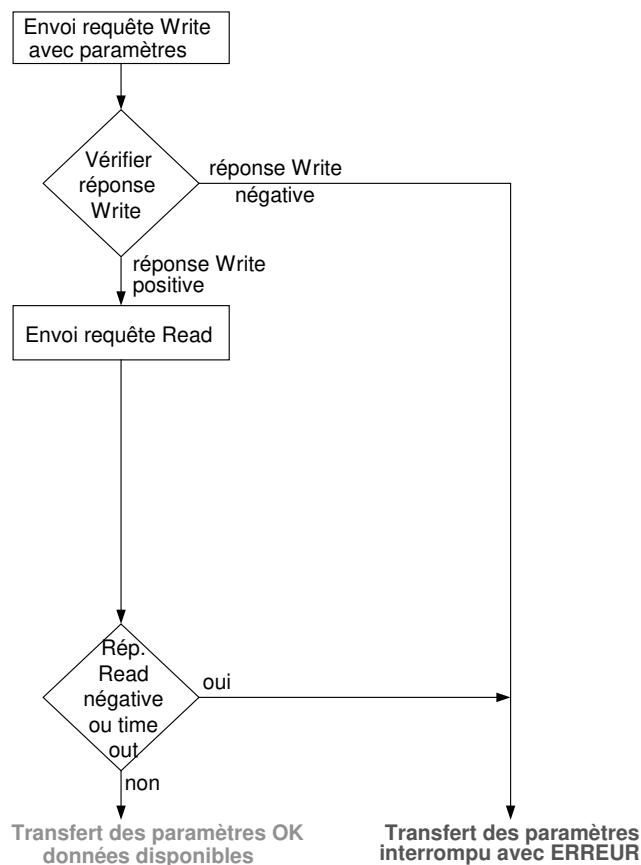 Envoi requête Write
avec paramètres
Vérifier
réponse
Write
réponse Write
négative
réponse Write
positive
Envoi requête Read
Rép.
Read
négative
ou time
out
oui
non
Transfert des paramètres OK
données disponibles
Transfert des paramètres
interrompu avec ERREUR